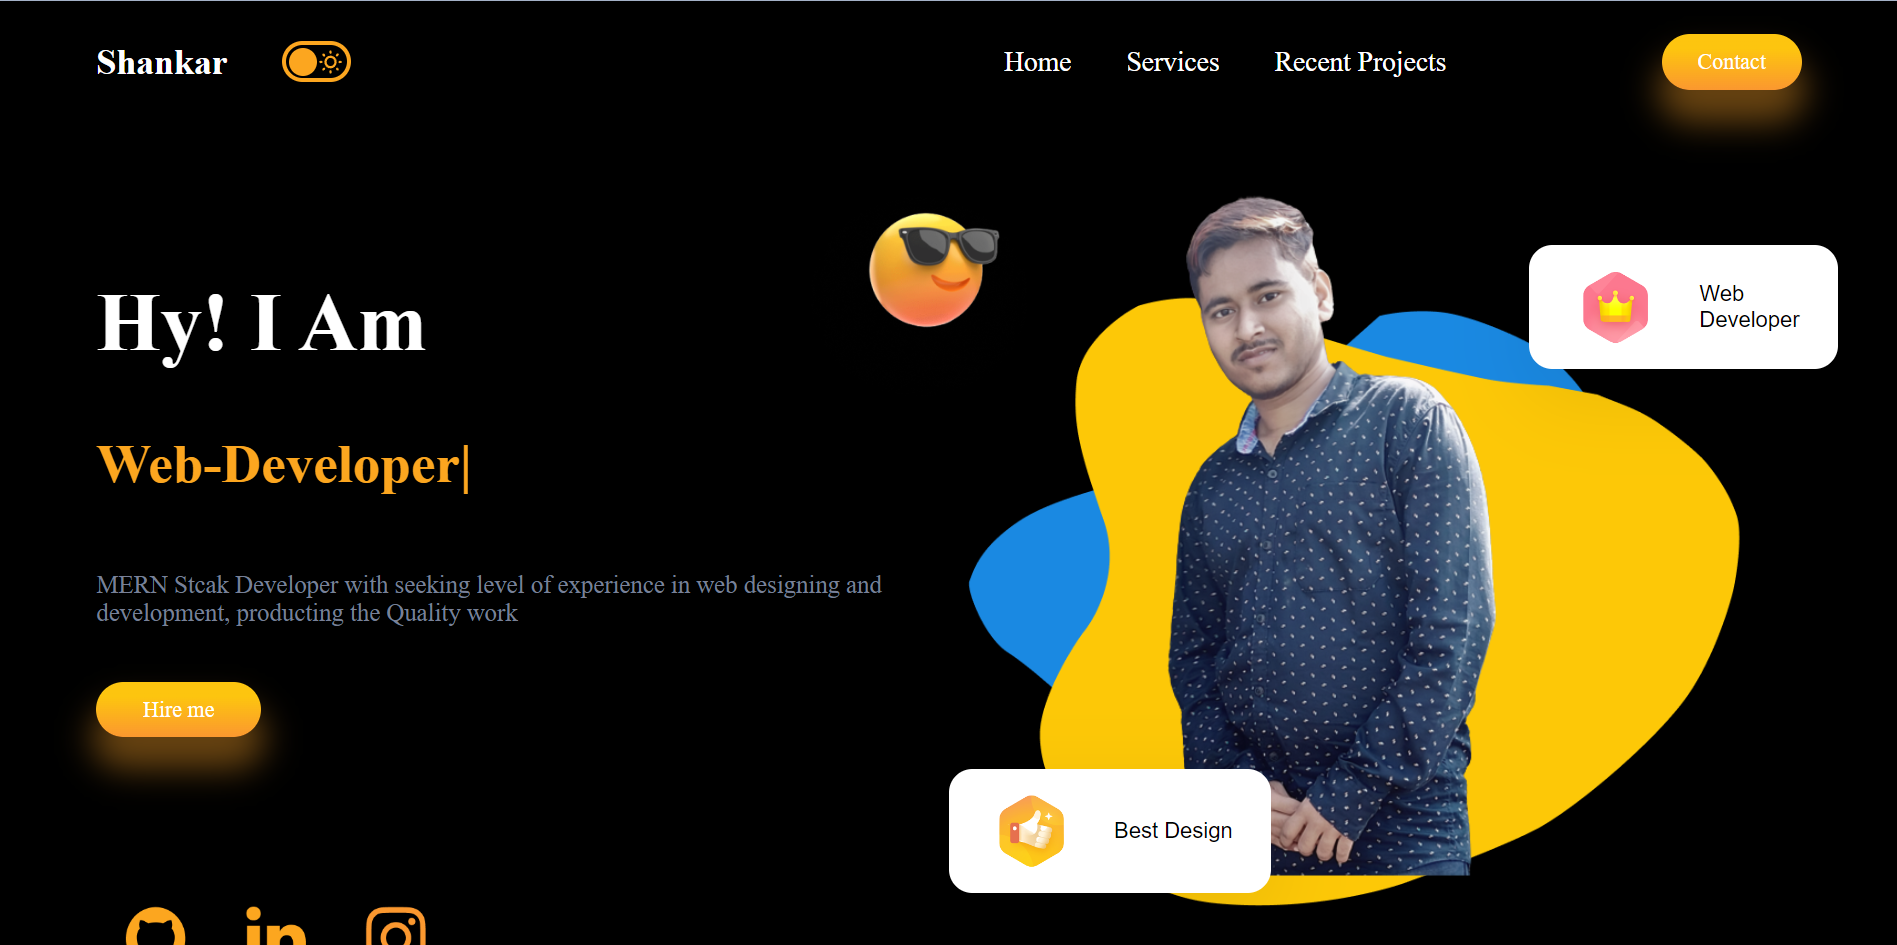 Shankar
Home
Services
Recent Projects
Contact
Hy! I Am
Web-Developer|
MERN Stcak Developer with seeking level of experience in web designing and
development, producting the Quality work
Hire me
Web
Developer
Best Design
in